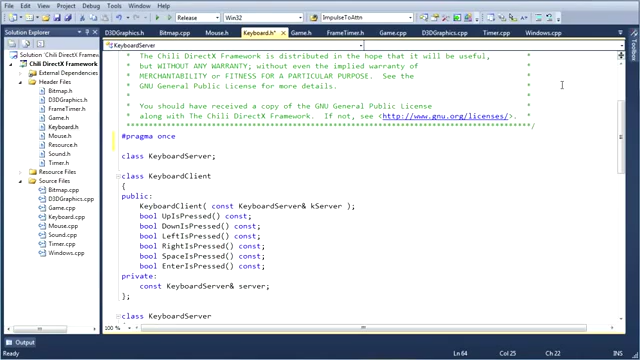 File Edit View Project Debug Tools Window Help
Release Win32 ImpulseToAttn
Solution Explorer
D3DGraphics.h Bitmap.cpp Mouse.h Keyboard.h* Game.h FrameTimer.h Game.cpp D3DGraphics.cpp Timer.cpp Windows.cpp
KeyboardServer
Solution 'Chili DirectX Framework'
Chili DirectX Framework
External Dependencies
Header Files
Bitmap.h
D3DGraphics.h
FrameTimer.h
Game.h
Keyboard.h
Mouse.h
Resource.h
Sound.h
Timer.h
Resource Files
Source Files
Bitmap.cpp
D3DGraphics.cpp
Game.cpp
Keyboard.cpp
Mouse.cpp
Sound.cpp
Timer.cpp
Windows.cpp
* The Chili DirectX Framework is distributed in the hope that it will be useful, *
* but WITHOUT ANY WARRANTY; without even the implied warranty of *
* MERCHANTABILITY or FITNESS FOR A PARTICULAR PURPOSE. See the *
* GNU General Public License for more details. *
* *
* You should have received a copy of the GNU General Public License *
* along with The Chili DirectX Framework. If not, see <http://www.gnu.org/licenses/>. *
******************************************************************************************/
#pragma once
class KeyboardServer;
class KeyboardClient
{
public:
KeyboardClient( const KeyboardServer& kServer );
bool UpIsPressed() const;
bool DownIsPressed() const;
bool LeftIsPressed() const;
bool RightIsPressed() const;
bool SpaceIsPressed() const;
bool EnterIsPressed() const;
private:
const KeyboardServer& server;
};
class KeyboardServer
100 %
Toolbox
Output
Ready Ln 64 Col 25 Ch 22 INS